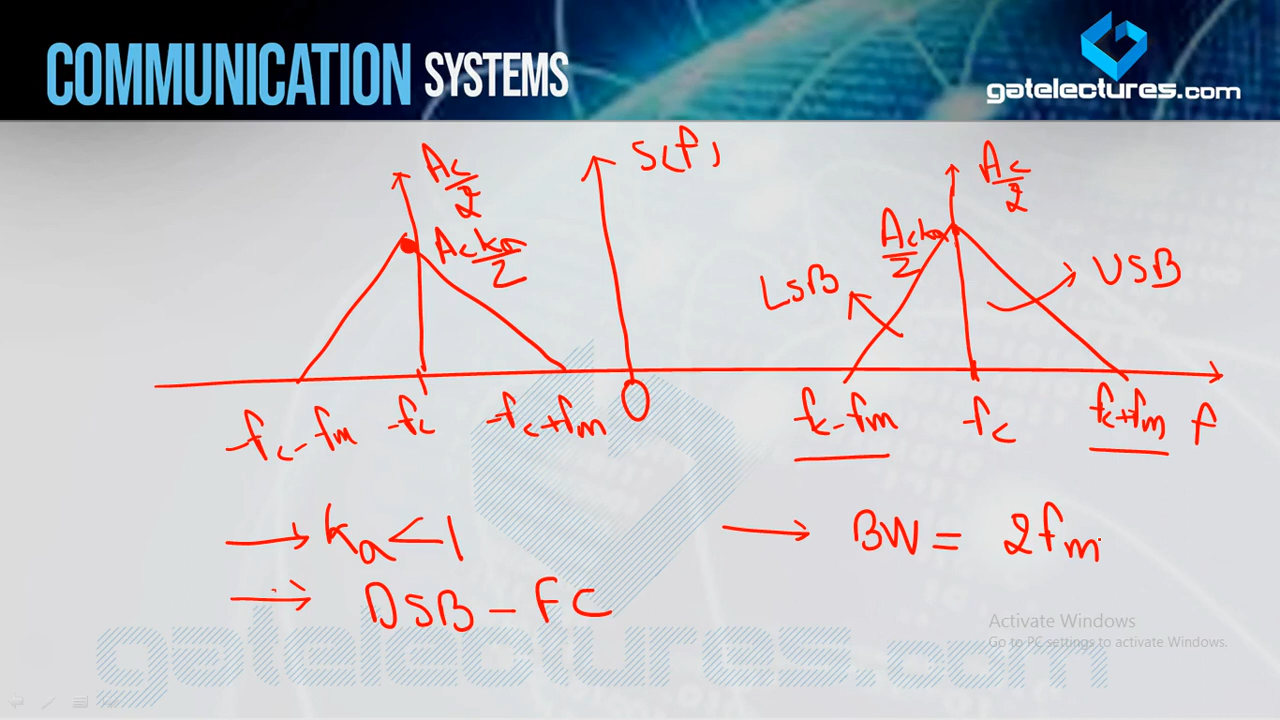 COMMUNICATION SYSTEMS
gatelectures.com
S(f)
Ac/2
Ac/2
Acka/2
Acka/2
LSB
USB
-fc-fm
-fc
-fc+fm
0
fc-fm
fc
fc+fm
f
→ ka<1
→ BW = 2fm
→ DSB-FC
Activate Windows
Go to PC settings to activate Windows.
gatelectures.com